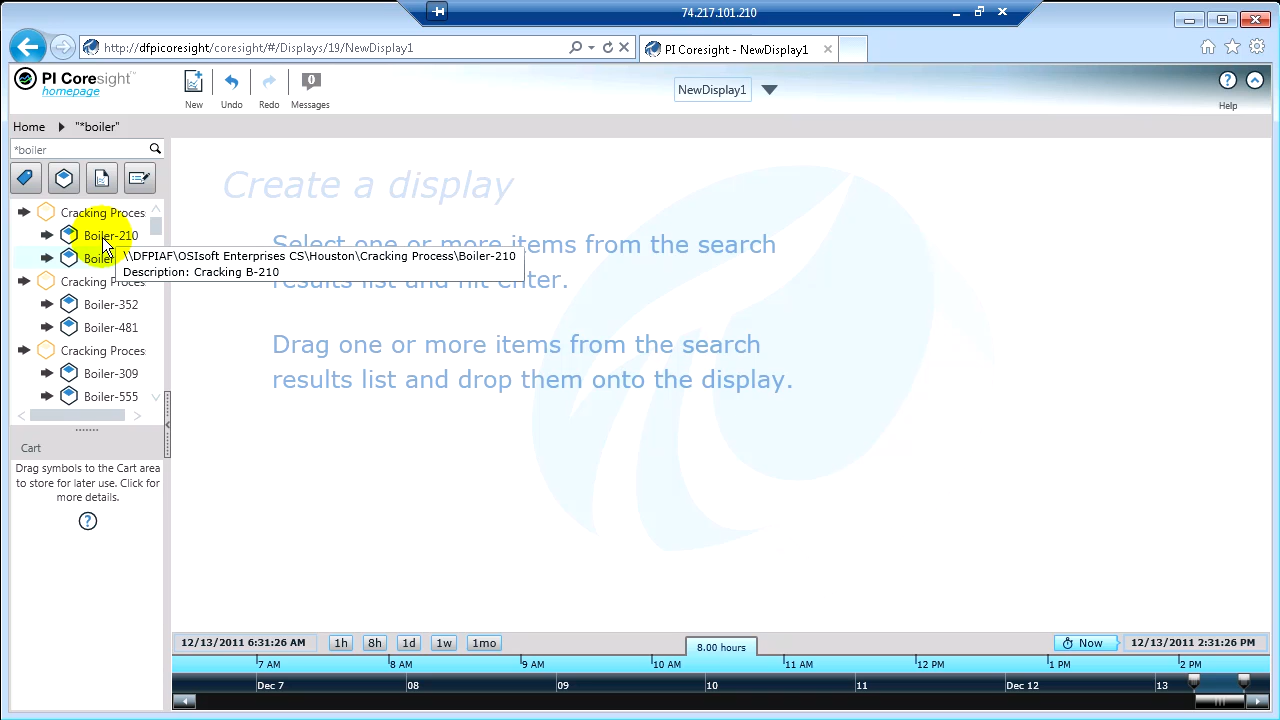 74.217.101.210
http://dfpicoresight/coresight/#/Displays/19/NewDisplay1
PI Coresight - NewDisplay1
PI Coresight™
homepage
New
Undo
Redo
0
Messages
NewDisplay1
Help
Home
"*boiler"
*boiler
Cracking Proces
Boiler-210
Boiler
Cracking Proces
Boiler-352
Boiler-481
Cracking Proces
Boiler-309
Boiler-555
\\DFPIAF\OSIsoft Enterprises CS\Houston\Cracking Process\Boiler-210
Description: Cracking B-210
Create a display
Select one or more items from the search
results list and hit enter.
Drag one or more items from the search
results list and drop them onto the display.
Cart
Drag symbols to the Cart area
to store for later use. Click for
more details.
12/13/2011 6:31:26 AM
1h
8h
1d
1w
1mo
8.00 hours
Now
12/13/2011 2:31:26 PM
7 AM
8 AM
9 AM
10 AM
11 AM
12 PM
1 PM
2 PM
Dec 7
08
09
10
11
Dec 12
13